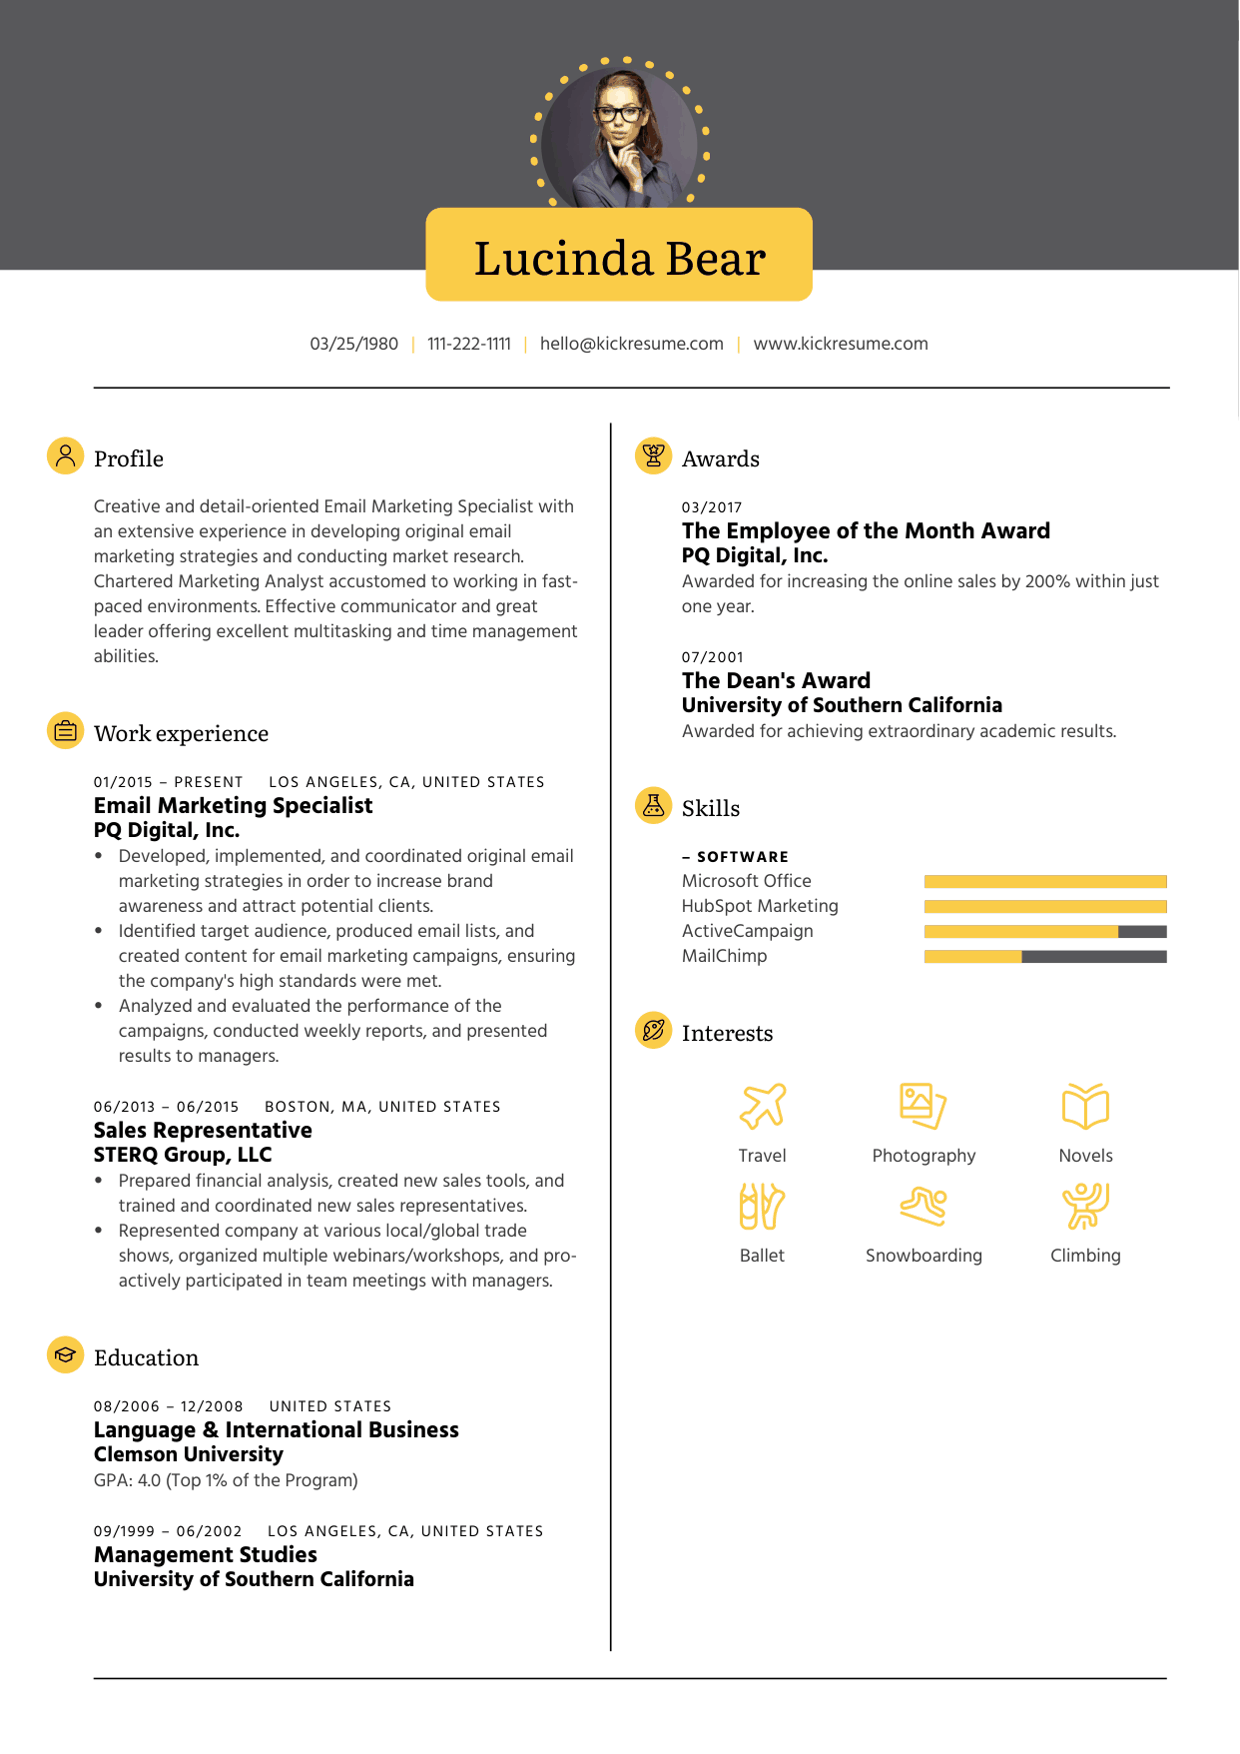 Lucinda Bear
03/25/1980 | 111-222-1111 | hello@kickresume.com | www.kickresume.com
Profile
Creative and detail-oriented Email Marketing Specialist with
an extensive experience in developing original email
marketing strategies and conducting market research.
Chartered Marketing Analyst accustomed to working in fast-
paced environments. Effective communicator and great
leader offering excellent multitasking and time management
abilities.
Work experience
01/2015 – PRESENT LOS ANGELES, CA, UNITED STATES
Email Marketing Specialist
PQ Digital, Inc.
• Developed, implemented, and coordinated original email
marketing strategies in order to increase brand
awareness and attract potential clients.
• Identified target audience, produced email lists, and
created content for email marketing campaigns, ensuring
the company's high standards were met.
• Analyzed and evaluated the performance of the
campaigns, conducted weekly reports, and presented
results to managers.
06/2013 – 06/2015 BOSTON, MA, UNITED STATES
Sales Representative
STERQ Group, LLC
• Prepared financial analysis, created new sales tools, and
trained and coordinated new sales representatives.
• Represented company at various local/global trade
shows, organized multiple webinars/workshops, and pro-
actively participated in team meetings with managers.
Education
08/2006 – 12/2008 UNITED STATES
Language & International Business
Clemson University
GPA: 4.0 (Top 1% of the Program)
09/1999 – 06/2002 LOS ANGELES, CA, UNITED STATES
Management Studies
University of Southern California
Awards
03/2017
The Employee of the Month Award
PQ Digital, Inc.
Awarded for increasing the online sales by 200% within just
one year.
07/2001
The Dean's Award
University of Southern California
Awarded for achieving extraordinary academic results.
Skills
– SOFTWARE
Microsoft Office
HubSpot Marketing
ActiveCampaign
MailChimp
Interests
Travel Photography Novels
Ballet Snowboarding Climbing